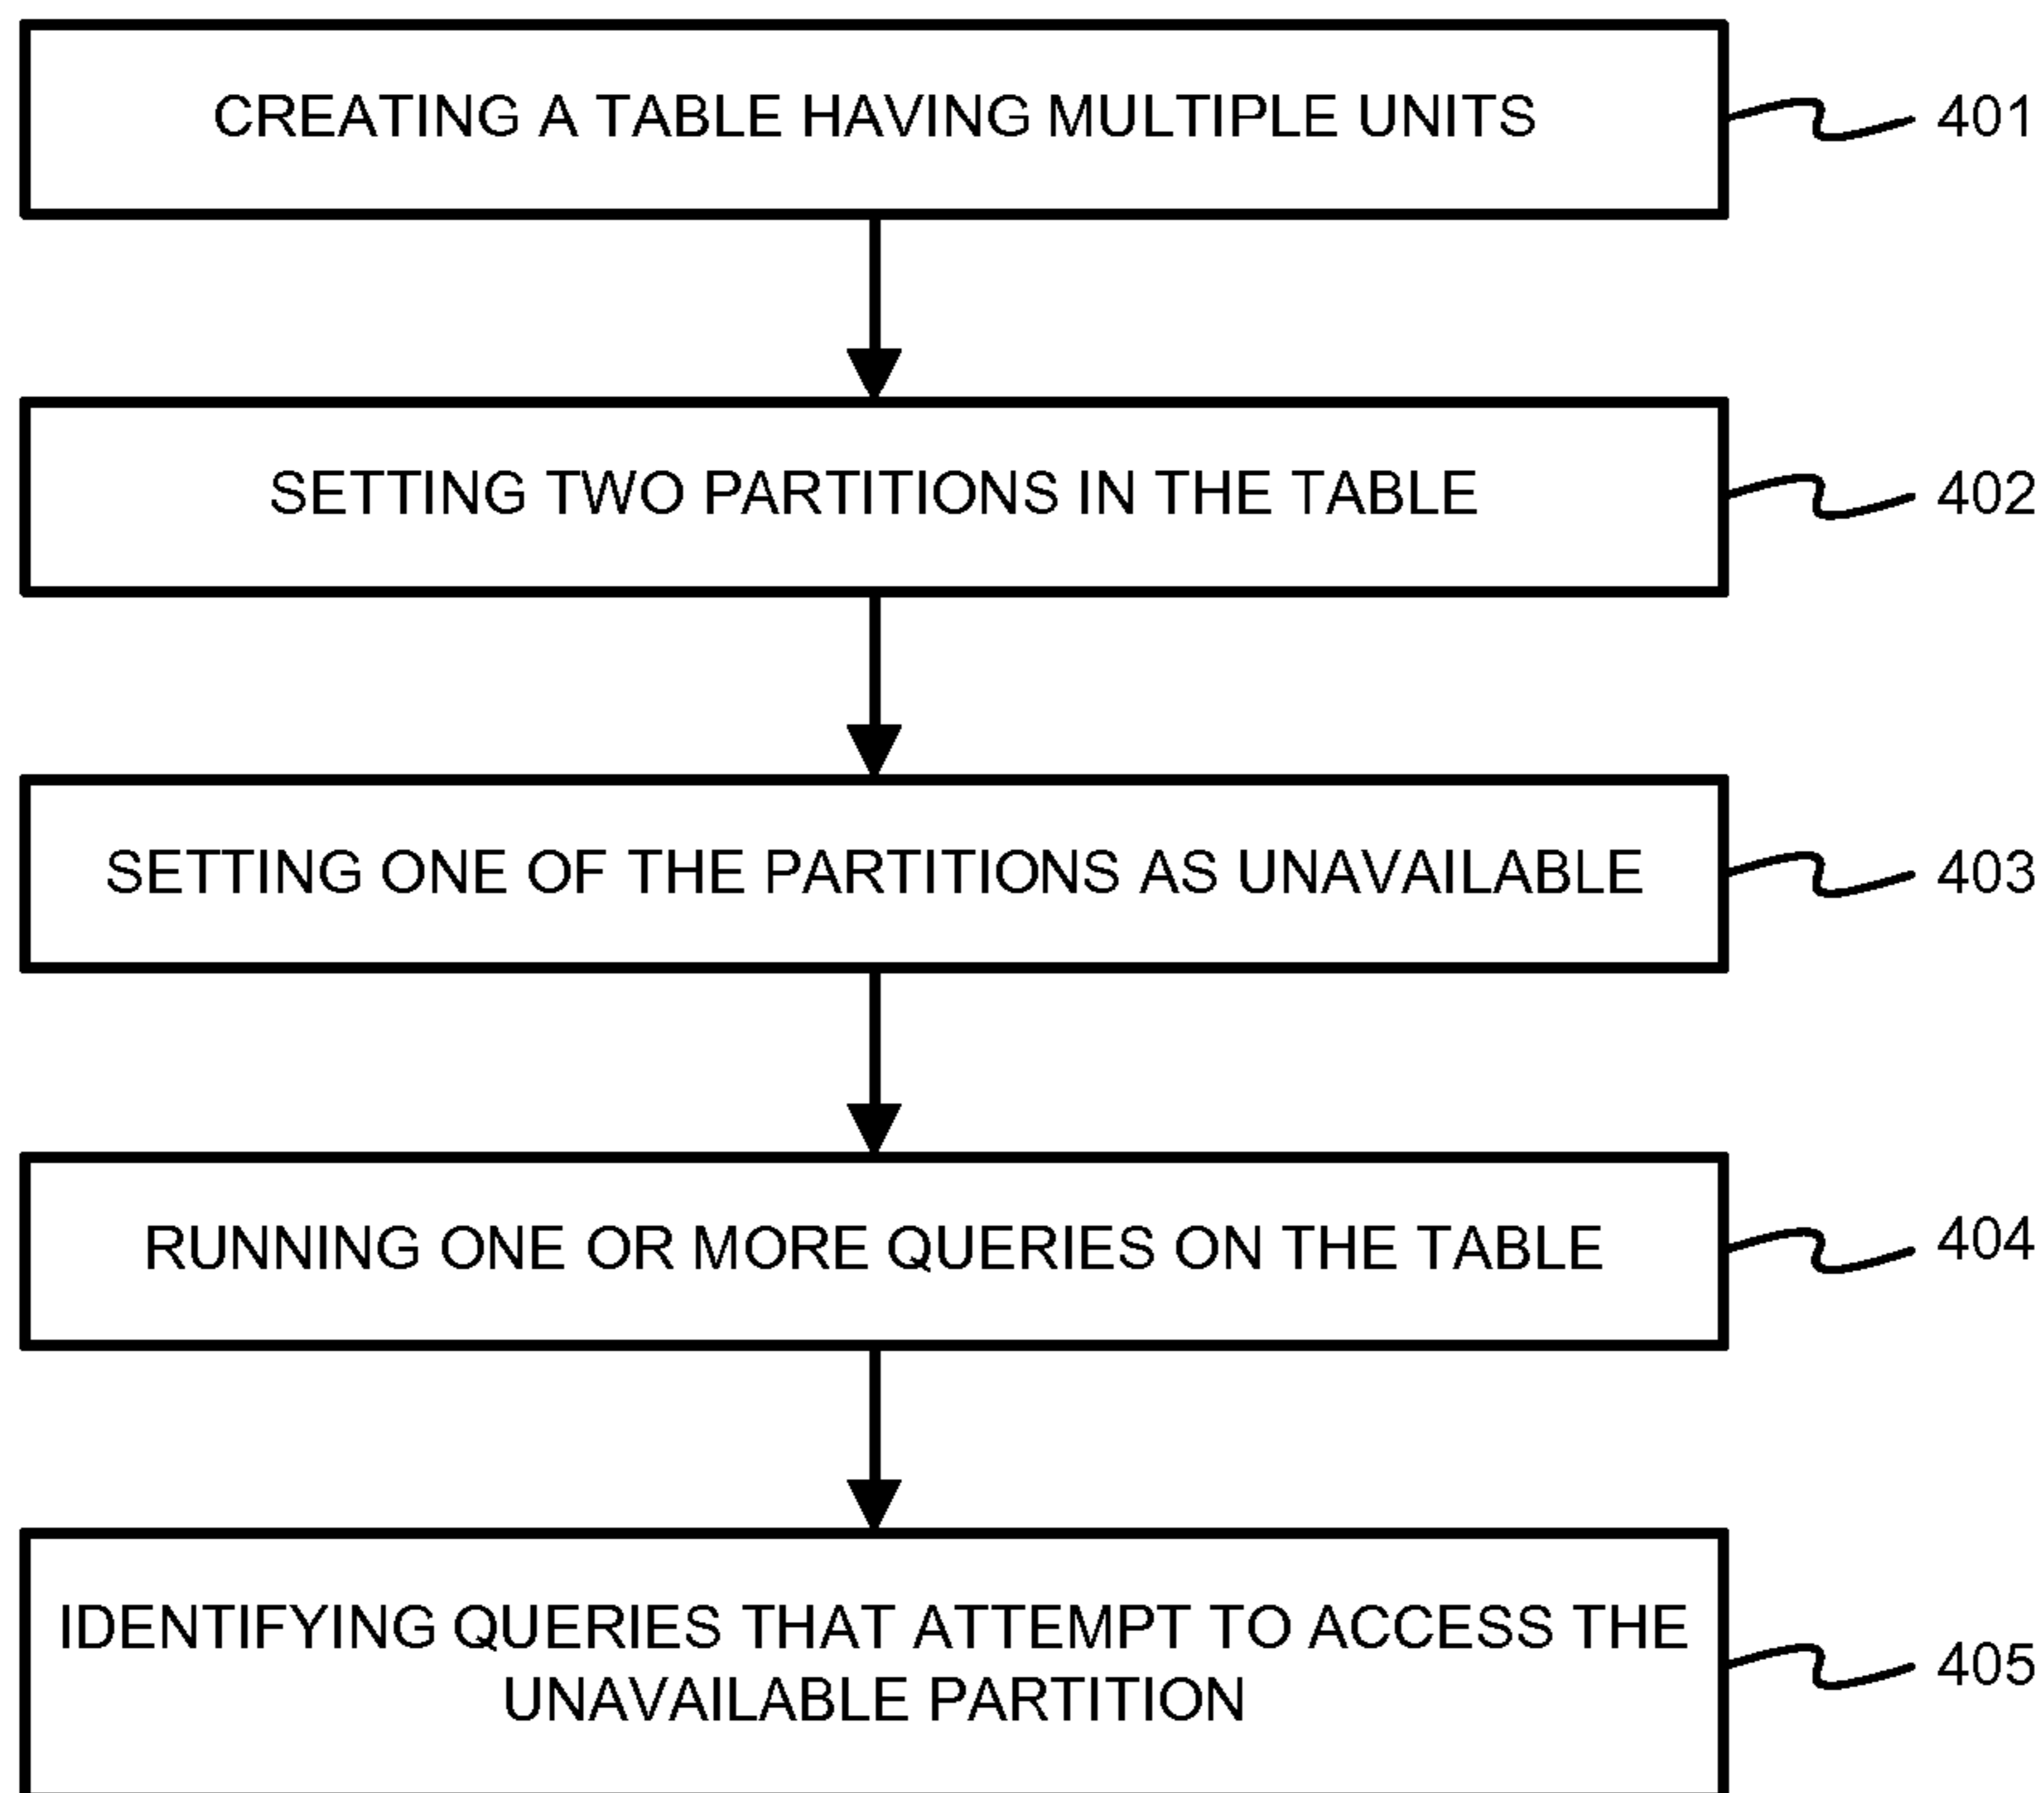 CREATING A TABLE HAVING MULTIPLE UNITS
401
SETTING TWO PARTITIONS IN THE TABLE
402
SETTING ONE OF THE PARTITIONS AS UNAVAILABLE
403
RUNNING ONE OR MORE QUERIES ON THE TABLE
404
IDENTIFYING QUERIES THAT ATTEMPT TO ACCESS THE
UNAVAILABLE PARTITION
405